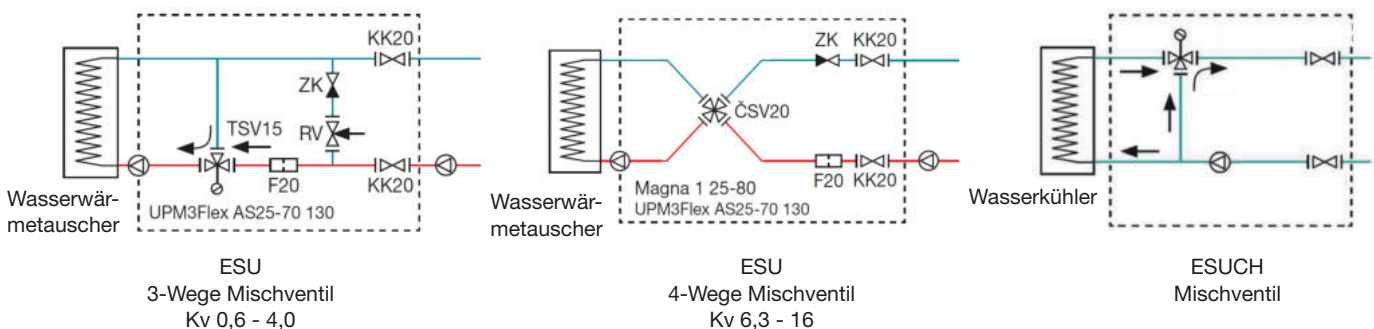 KK20
ZK
TSV15
RV
F20
KK20
UPM3Flex AS25-70 130
Wasserwär-
metauscher
ESU
3-Wege Mischventil
Kv 0,6 - 4,0
ZK KK20
ČSV20
F20 KK20
Magna 1 25-80
UPM3Flex AS25-70 130
Wasserwär-
metauscher
ESU
4-Wege Mischventil
Kv 6,3 - 16
Wasserkühler
ESUCH
Mischventil